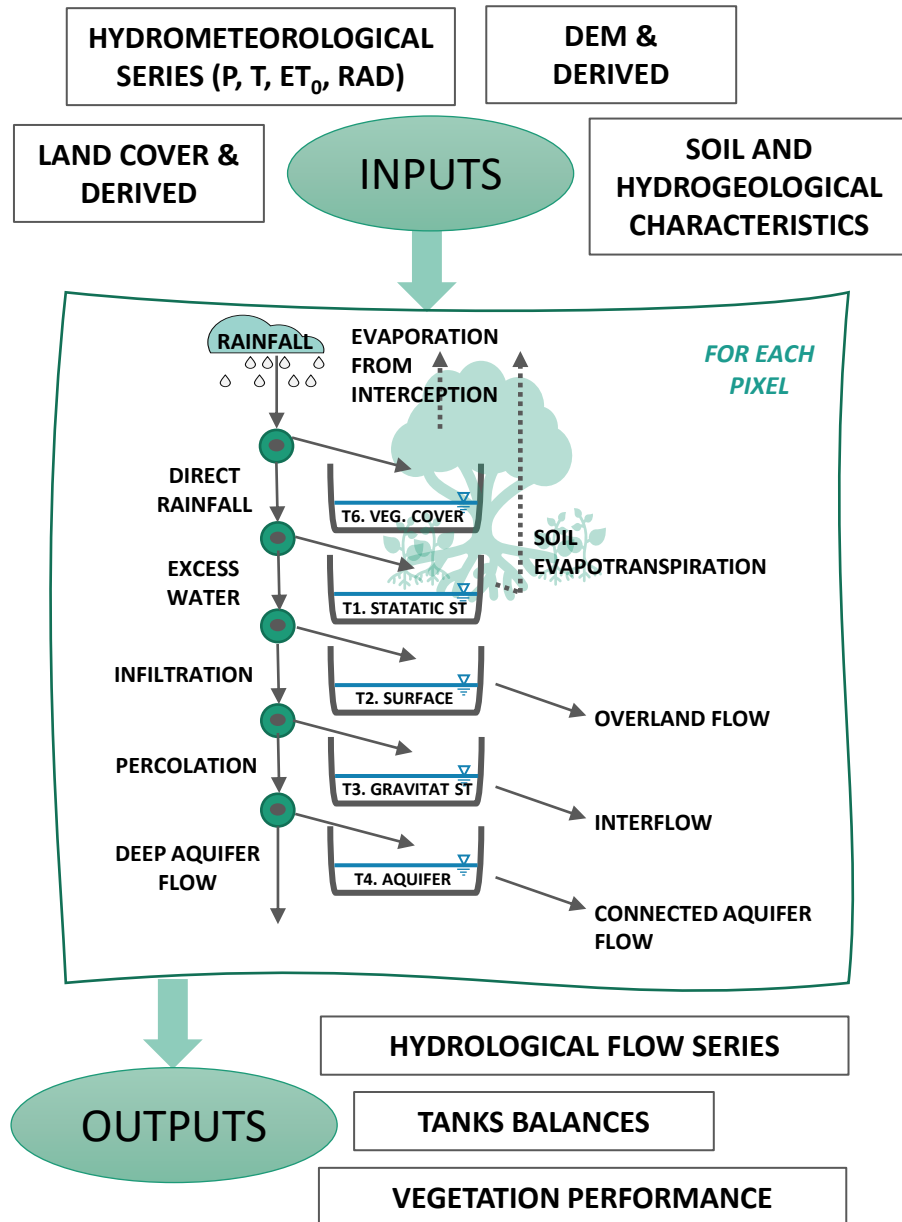 HYDROMETEOROLOGICAL
SERIES (P, T, ET₀, RAD)
DEM &
DERIVED
LAND COVER &
DERIVED
INPUTS
SOIL AND
HYDROGEOLOGICAL
CHARACTERISTICS
RAINFALL
EVAPORATION
FROM
INTERCEPTION
FOR EACH
PIXEL
DIRECT
RAINFALL
T6. VEG. COVER
SOIL
EVAPOTRANSPIRATION
EXCESS
WATER
T1. STATATIC ST
INFILTRATION
T2. SURFACE
OVERLAND FLOW
PERCOLATION
T3. GRAVITAT ST
INTERFLOW
DEEP AQUIFER
FLOW
T4. AQUIFER
CONNECTED AQUIFER
FLOW
HYDROLOGICAL FLOW SERIES
OUTPUTS
TANKS BALANCES
VEGETATION PERFORMANCE